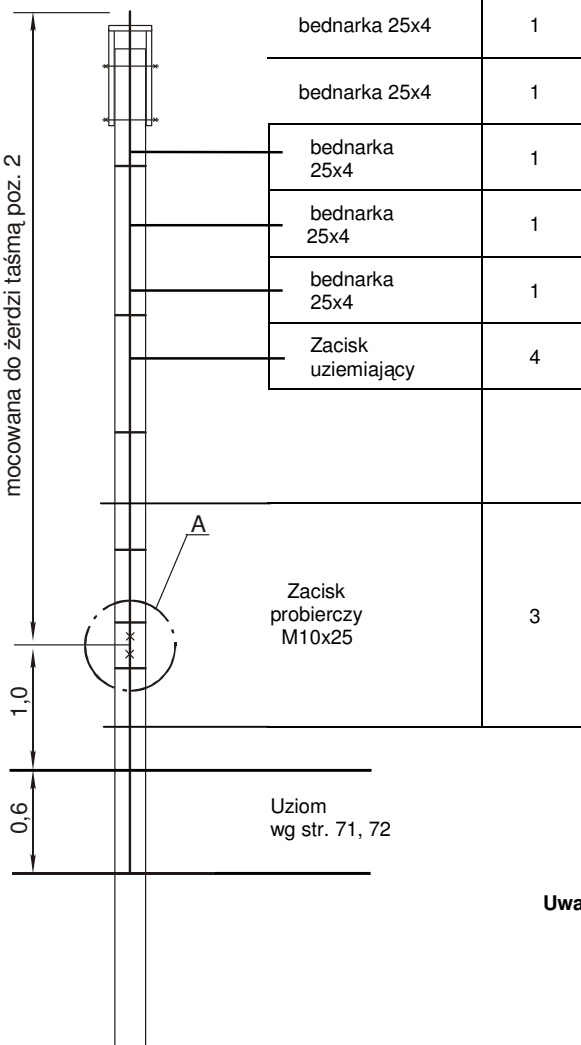 bednarka 25x4 1
bednarka 25x4 1
bednarka
25x4 1
bednarka
25x4 1
bednarka
25x4 1
Zacisk
uziemiający 4
mocowana do żerdzi taśmą poz. 2
A
Zacisk
probierczy
M10x25 3
1,0
0,6
Uziom
wg str. 71, 72
Uwa